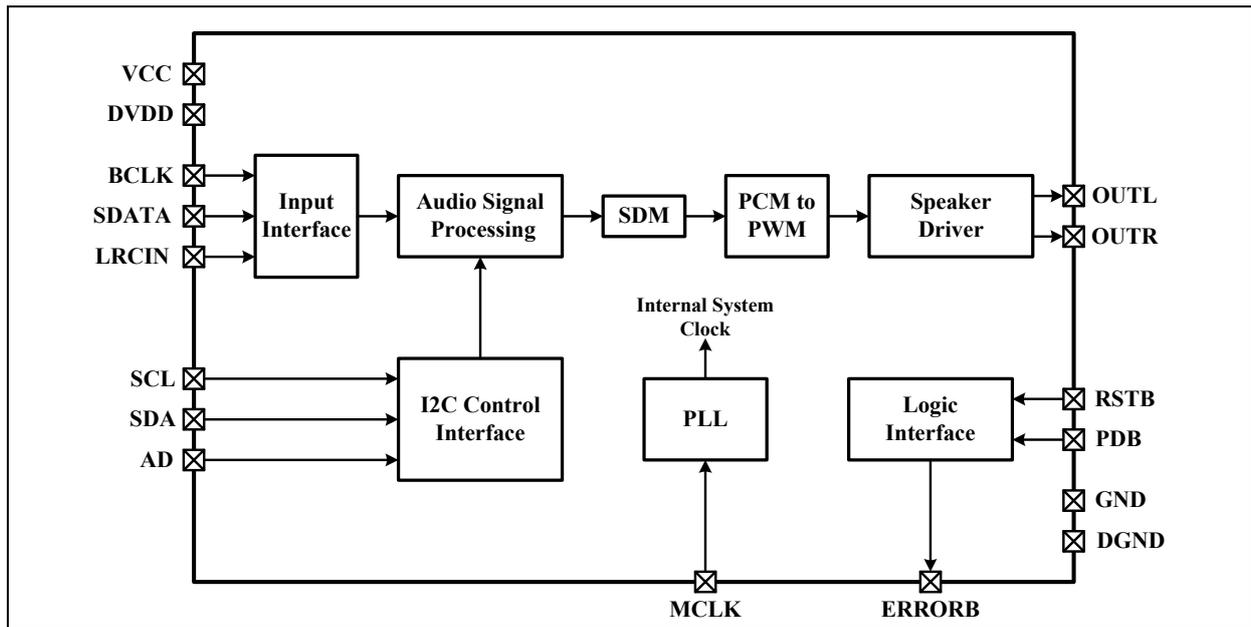 VCC
DVDD
BCLK
SDATA
LRCIN
Input
Interface
Audio Signal
Processing
SDM
PCM to
PWM
Speaker
Driver
OUTL
OUTR
Internal System
Clock
SCL
SDA
AD
I2C Control
Interface
PLL
Logic
Interface
RSTB
PDB
GND
DGND
MCLK
ERRORB